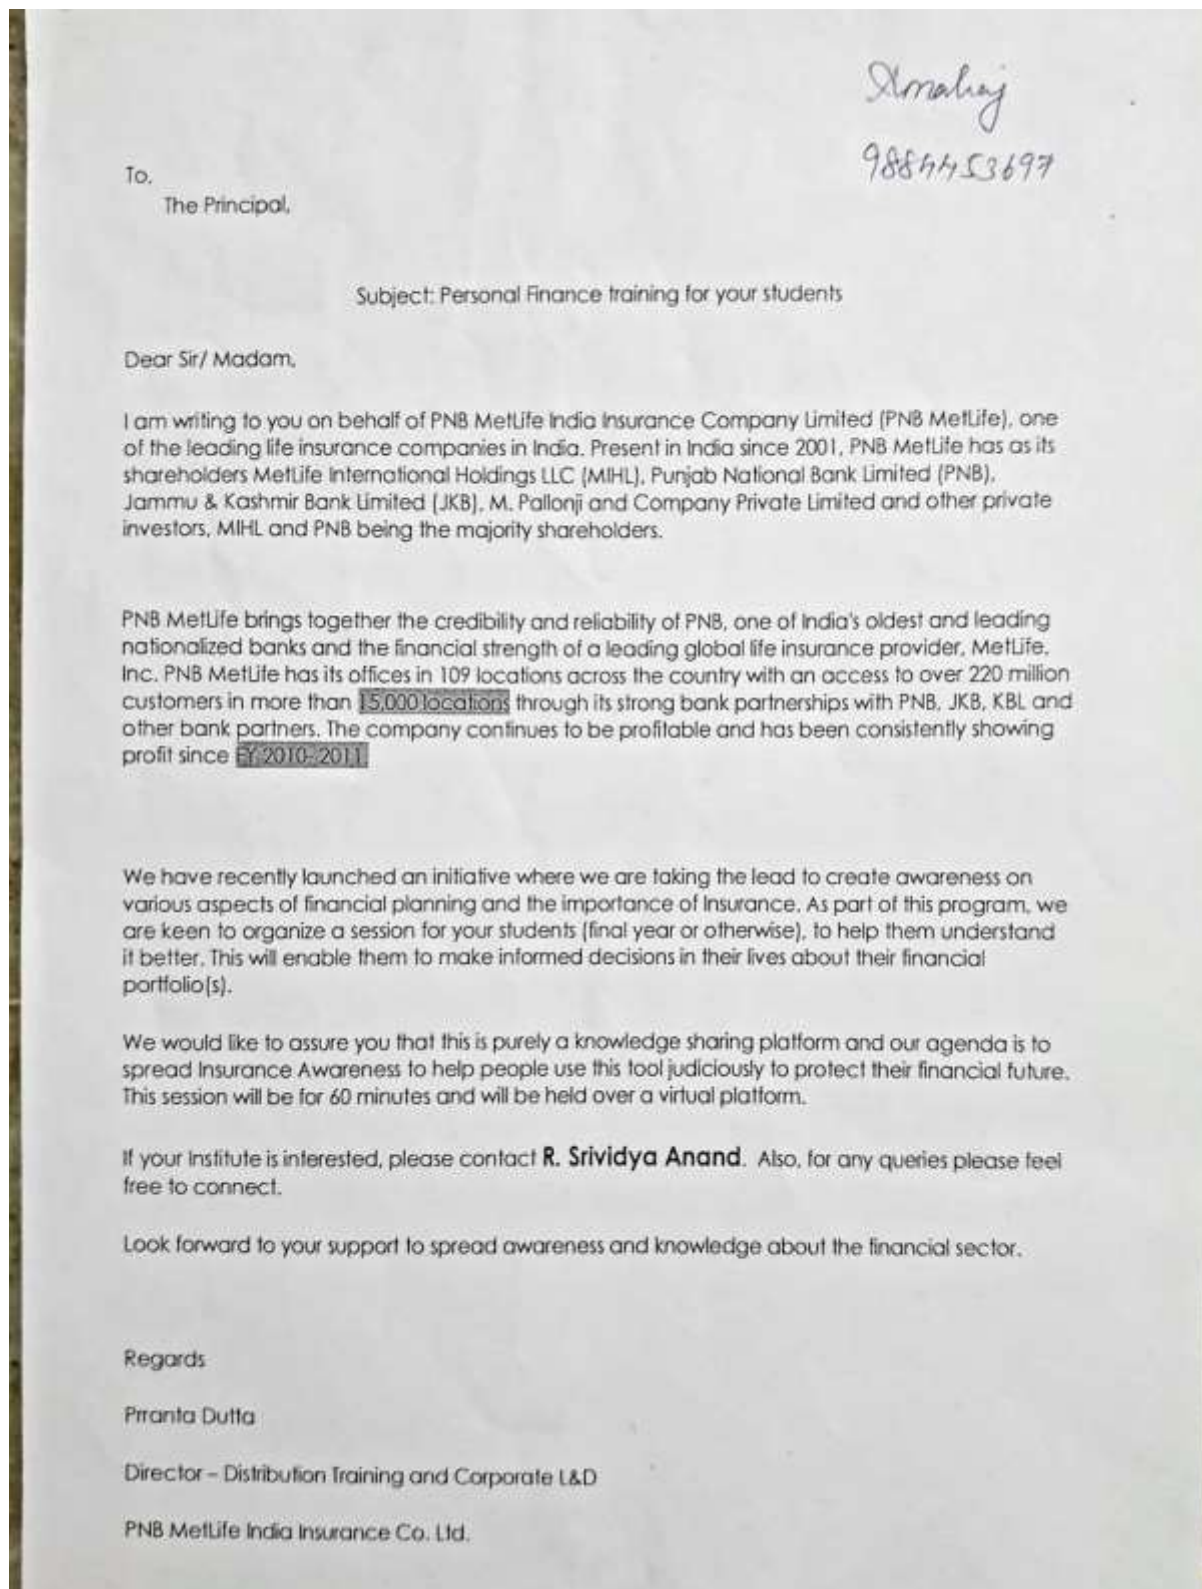 9884453697
To,
The Principal,
Subject: Personal Finance training for your students
Dear Sir/ Madam,
I am writing to you on behalf of PNB MetLife India Insurance Company Limited (PNB MetLife), one
of the leading life insurance companies in India. Present in India since 2001, PNB MetLife has as its
shareholders MetLife International Holdings LLC (MIHL), Punjab National Bank Limited (PNB),
Jammu & Kashmir Bank Limited (JKB), M. Pallonji and Company Private Limited and other private
investors, MIHL and PNB being the majority shareholders.
PNB MetLife brings together the credibility and reliability of PNB, one of India's oldest and leading
nationalized banks and the financial strength of a leading global life insurance provider, MetLife,
Inc. PNB MetLife has its offices in 109 locations across the country with an access to over 220 million
customers in more than 15,000 locations through its strong bank partnerships with PNB, JKB, KBL and
other bank partners. The company continues to be profitable and has been consistently showing
profit since FY 2010- 2011
We have recently launched an initiative where we are taking the lead to create awareness on
various aspects of financial planning and the importance of Insurance. As part of this program, we
are keen to organize a session for your students (final year or otherwise), to help them understand
it better. This will enable them to make informed decisions in their lives about their financial
portfolio(s).
We would like to assure you that this is purely a knowledge sharing platform and our agenda is to
spread Insurance Awareness to help people use this tool judiciously to protect their financial future.
This session will be for 60 minutes and will be held over a virtual platform.
If your Institute is interested, please contact R. Srividya Anand. Also, for any queries please feel
free to connect.
Look forward to your support to spread awareness and knowledge about the financial sector.
Regards
Prranta Dutta
Director – Distribution Training and Corporate L&D
PNB MetLife India Insurance Co. Ltd.